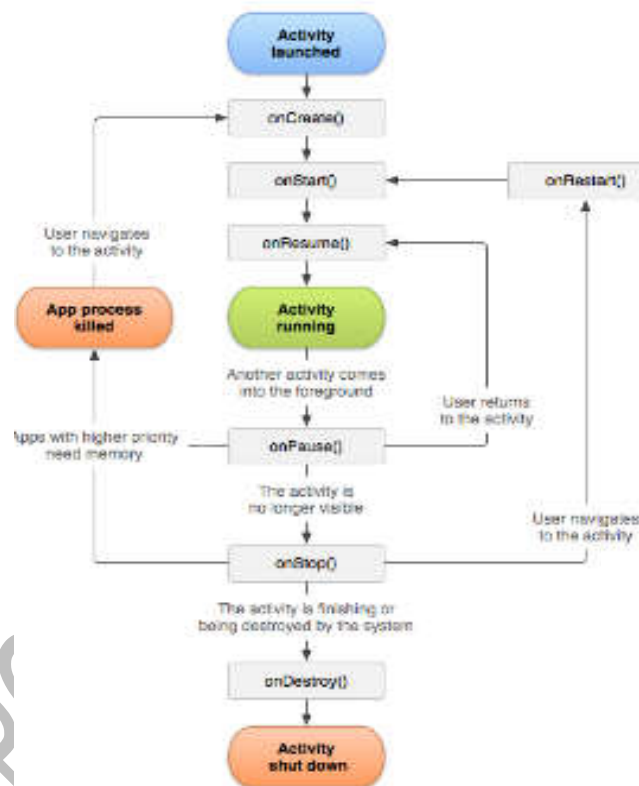 Activity
launched
onCreate()
onStart()
onRestart()
User navigates
to the activity
onResume()
App process
killed
Activity
running
Another activity comes
into the foreground
User returns
to the activity
Apps with higher priority
need memory
onPause()
The activity is
no longer visible
User navigates
to the activity
onStop()
The activity is finishing or
being destroyed by the system
onDestroy()
Activity
shut down